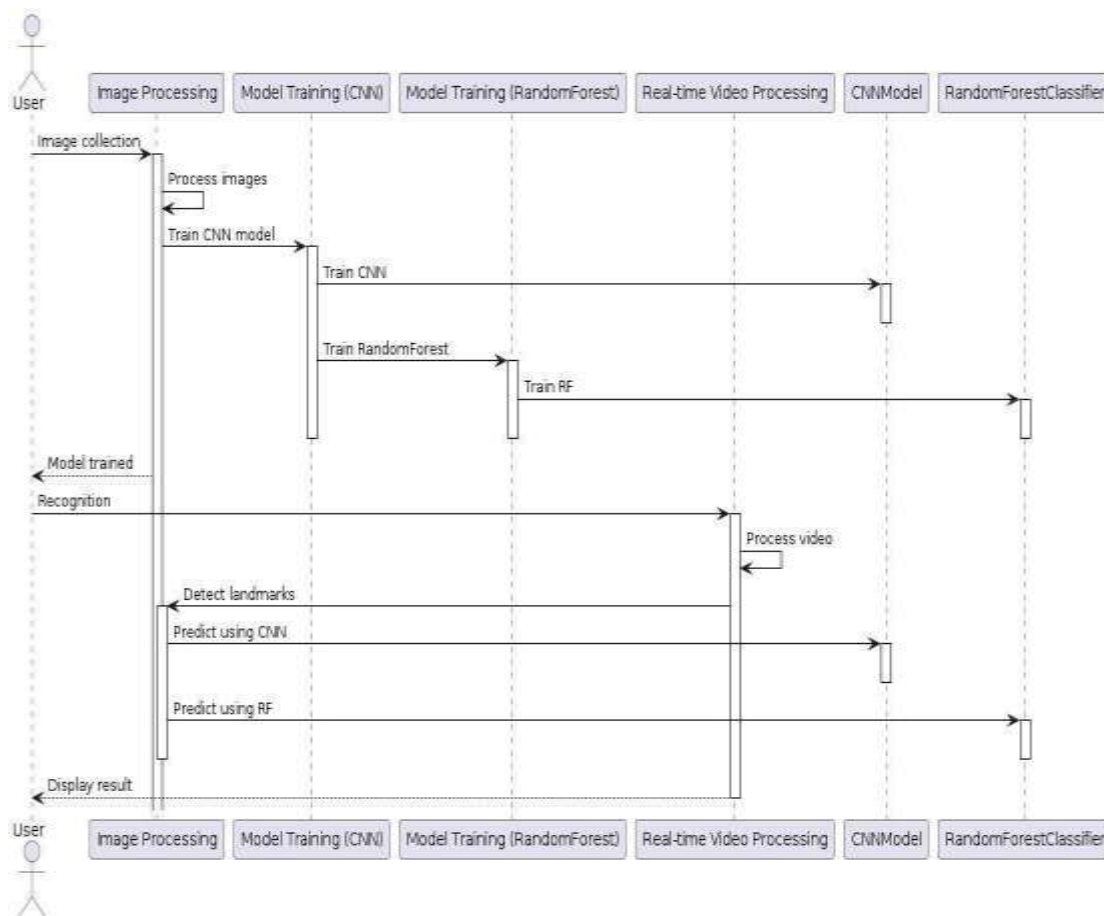 User
Image Processing
Model Training (CNN)
Model Training (RandomForest)
Real-time Video Processing
CNNModel
RandomForestClassifier
Image collection
Process images
Train CNN model
Train CNN
Train RandomForest
Train RF
Model trained
Recognition
Process video
Detect landmarks
Predict using CNN
Predict using RF
Display result
User
Image Processing
Model Training (CNN)
Model Training (RandomForest)
Real-time Video Processing
CNNModel
RandomForestClassifier